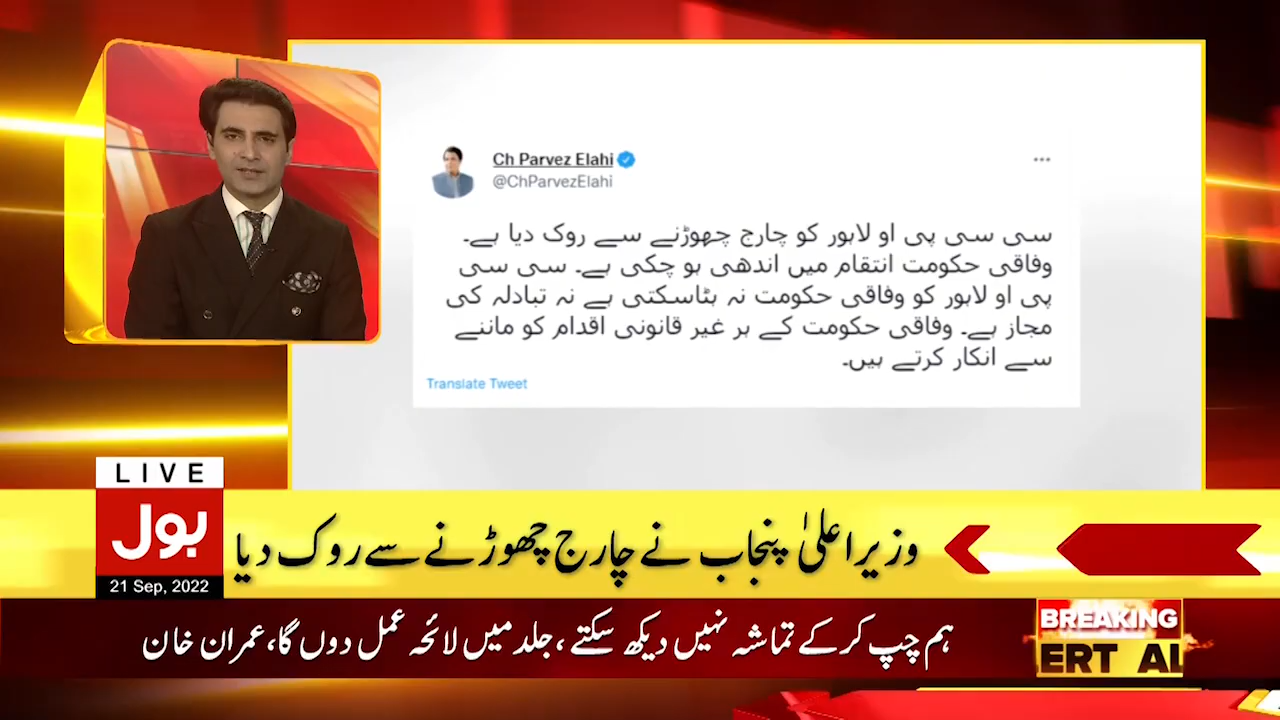 Ch Parvez Elahi
@ChParvezElahi
سی سی پی او لاہور کو چارج چھوڑنے سے روک دیا ہے۔
وفاقی حکومت انتقام میں اندھی ہو چکی ہے۔ سی سی
پی او لاہور کو وفاقی حکومت نہ ہٹاسکتی ہے نہ تبادلہ کی
مجاز ہے۔ وفاقی حکومت کے ہر غیر قانونی اقدام کو ماننے
سے انکار کرتے ہیں۔
Translate Tweet
LIVE
بول
21 Sep, 2022
وزیراعلیٰ پنجاب نے چارج چھوڑنے سے روک دیا
ہم چپ کرکے تماشہ نہیں دیکھ سکتے، جلد میں لائحہ عمل دوں گا، عمران خان
BREAKING
ERT AL